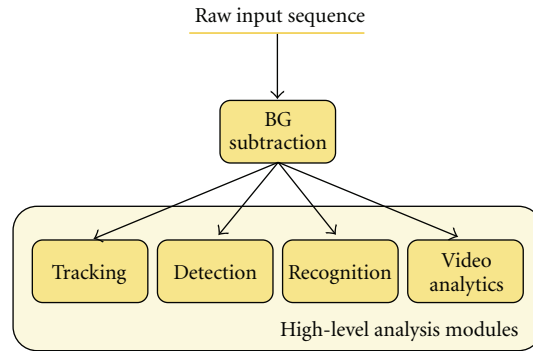 Raw input sequence
BG
subtraction
Tracking
Detection
Recognition
Video
analytics
High-level analysis modules